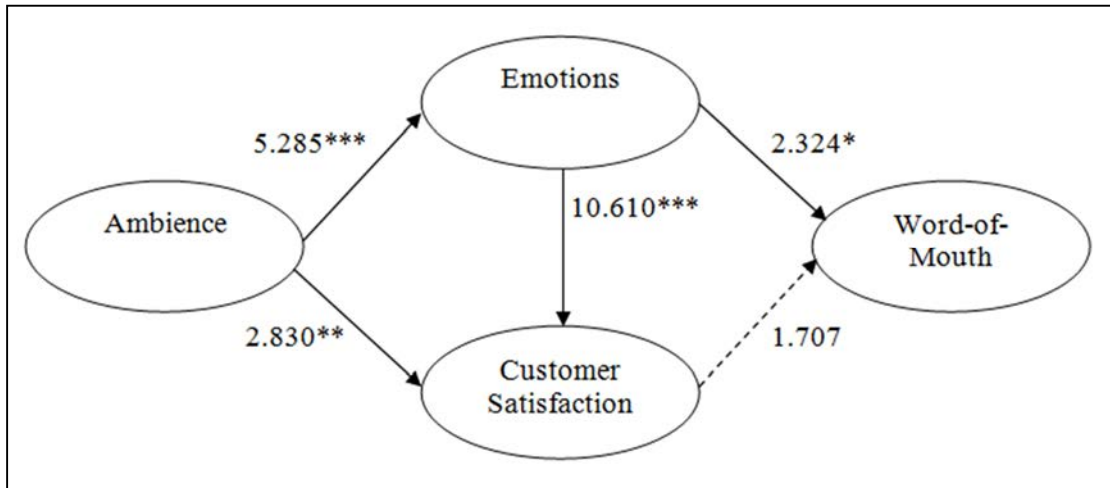 Emotions
5.285***
2.324*
10.610***
Ambience
Word-of-
Mouth
2.830**
1.707
Customer
Satisfaction